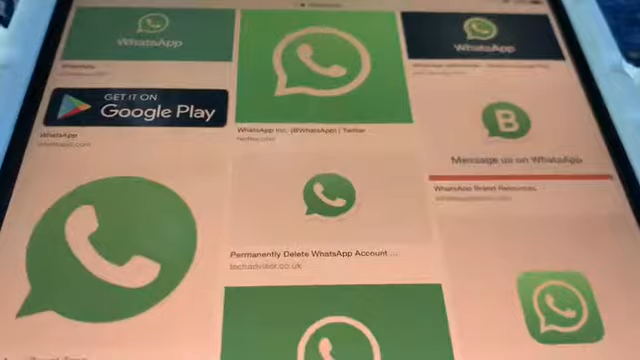 WhatsApp
WhatsApp
GET IT ON
Google Play
WhatsApp
WhatsApp Inc. (@WhatsApp) | Twitter
twitter.com
B
Message us on WhatsApp
WhatsApp Brand Resources
Permanently Delete WhatsApp Account ...
techadvisor.co.uk